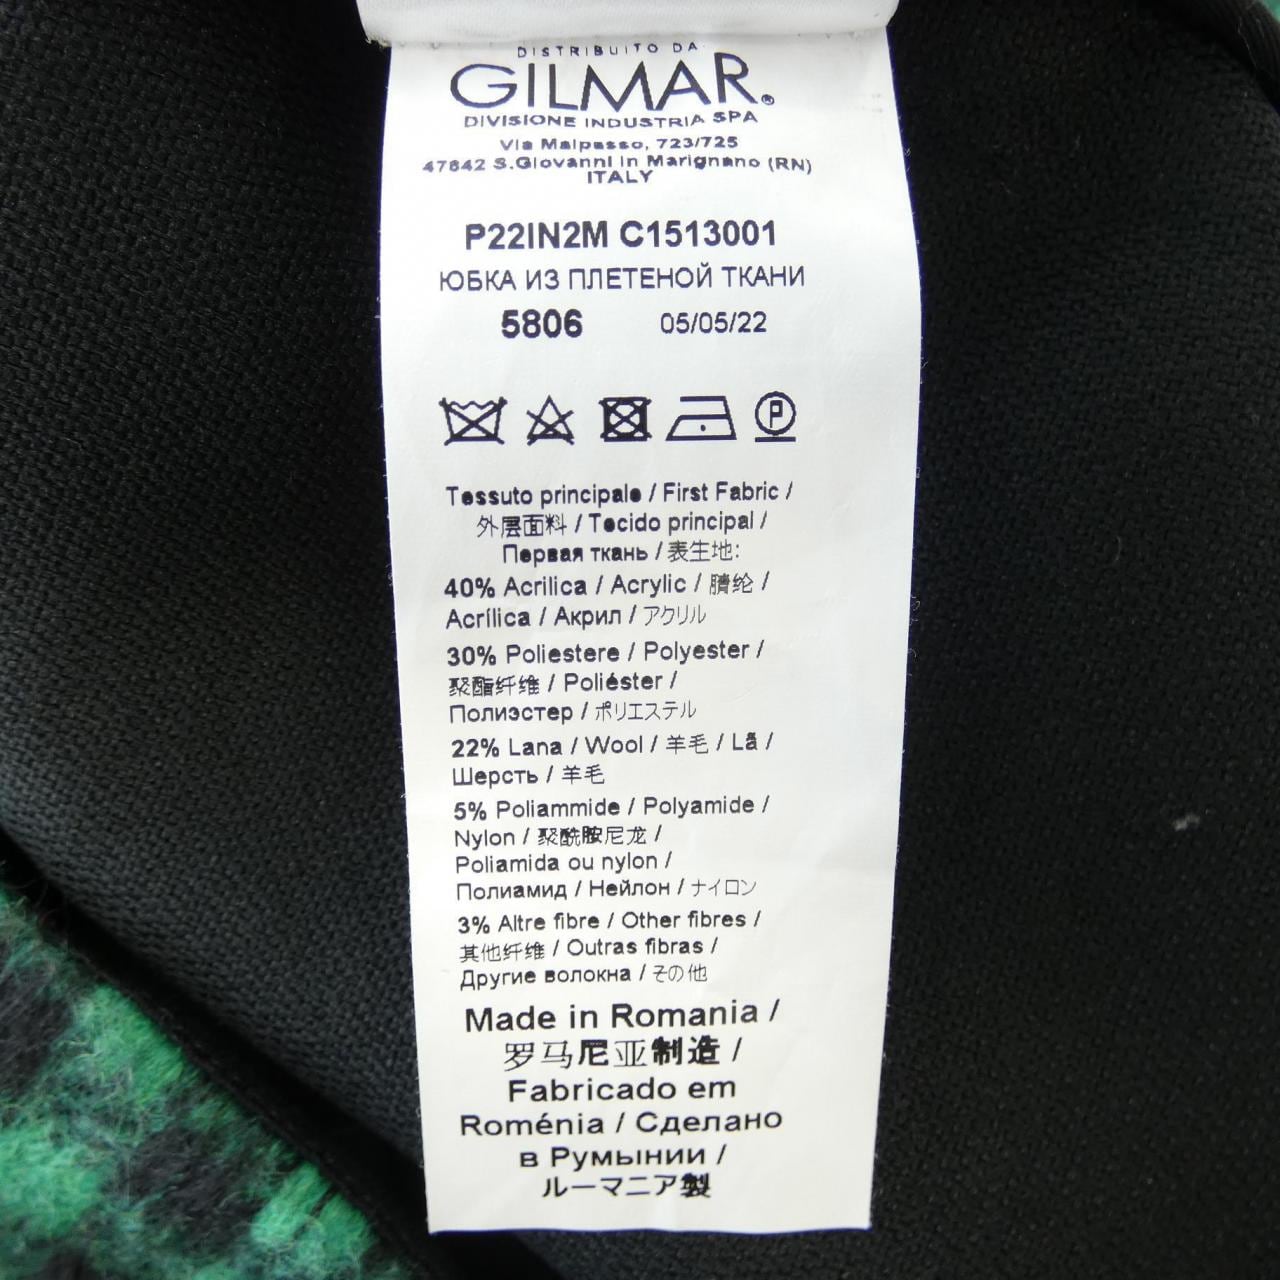 DISTRIBUITO DA
GILMAR®
DIVISIONE INDUSTRIA SPA
Via Malpasso, 723/725
47842 S.Giovanni in Marignano (RN)
ITALY
P22IN2M C1513001
ЮБКА ИЗ ПЛЕТЕНОЙ ТКАНИ
5806 05/05/22
P
Tessuto principale / First Fabric /
外层面料 / Tecido principal /
Первая ткань / 表生地:
40% Acrilica / Acrylic / 腈纶 /
Acrílica / Акрил / アクリル
30% Poliestere / Polyester /
聚酯纤维 / Poliéster /
Полиэстер / ポリエステル
22% Lana / Wool / 羊毛 / Lã /
Шерсть / 羊毛
5% Poliammide / Polyamide /
Nylon / 聚酰胺尼龙 /
Poliamida ou nylon /
Полиамид / Нейлон / ナイロン
3% Altre fibre / Other fibres /
其他纤维 / Outras fibras /
Другие волокна / その他
Made in Romania /
罗马尼亚制造 /
Fabricado em
Roménia / Сделано
в Румынии /
ルーマニア製